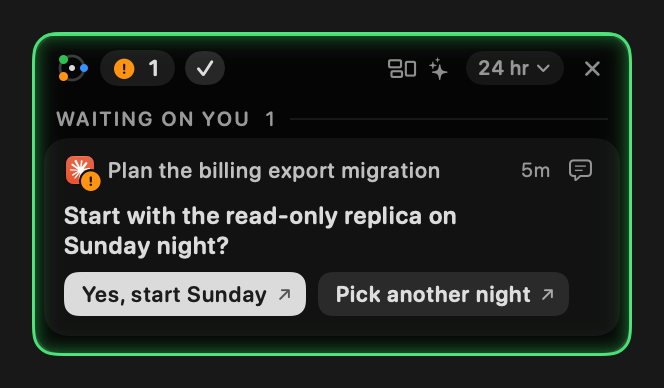 1
24 hr
WAITING ON YOU 1
Plan the billing export migration 5m
Start with the read-only replica on
Sunday night?
Yes, start Sunday
Pick another night